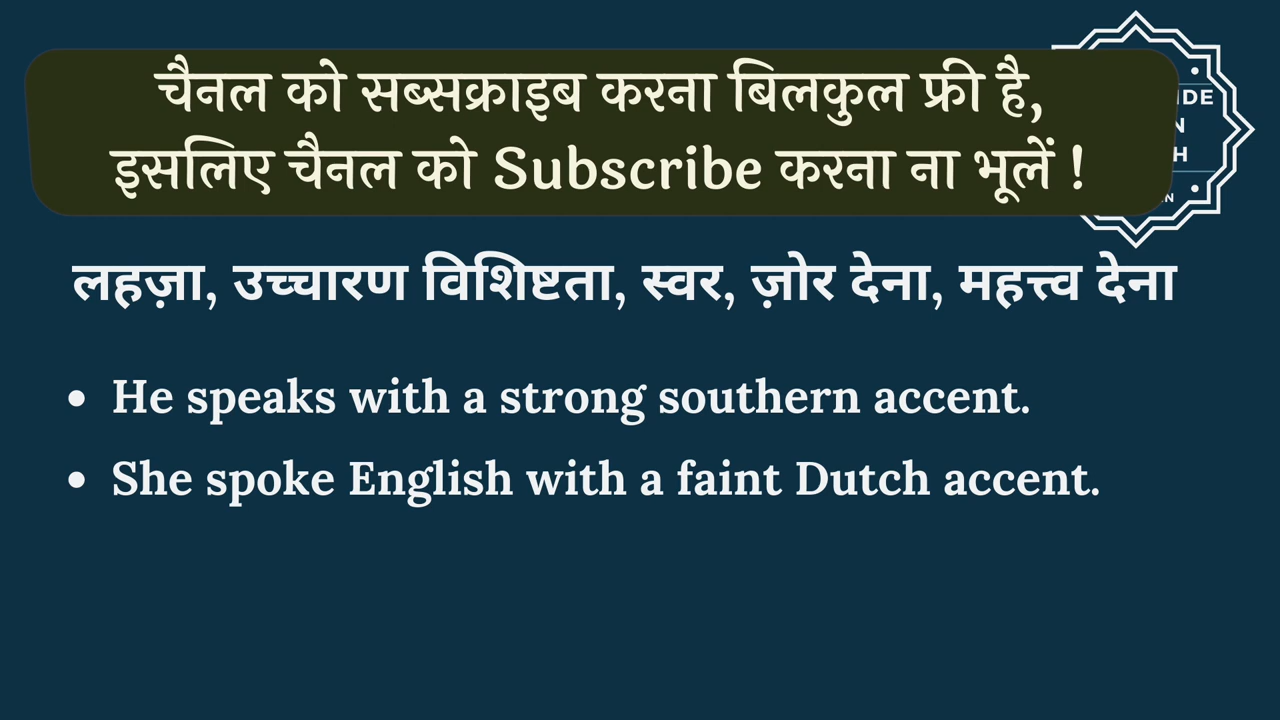 चैनल को सब्सक्राइब करना बिलकुल फ्री है,
इसलिए चैनल को Subscribe करना ना भूलें !
लहज़ा, उच्चारण विशिष्टता, स्वर, ज़ोर देना, महत्त्व देना
He speaks with a strong southern accent.
She spoke English with a faint Dutch accent.